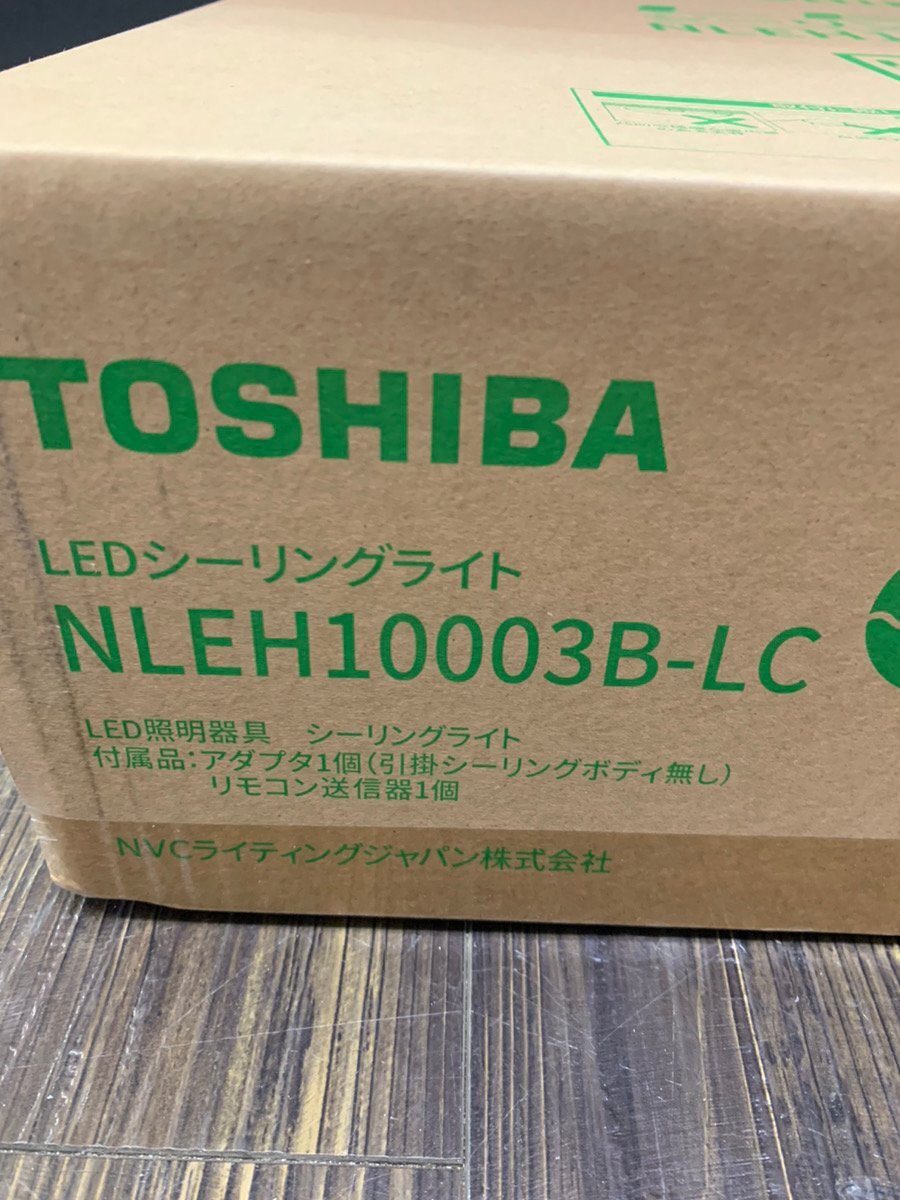 TOSHIBA
LEDシーリングライト
NLEH10003B-LC
LED照明器具　シーリングライト
付属品：アダプタ1個（引掛シーリングボディ無し）
リモコン送信器1個
NVCライティングジャパン株式会社